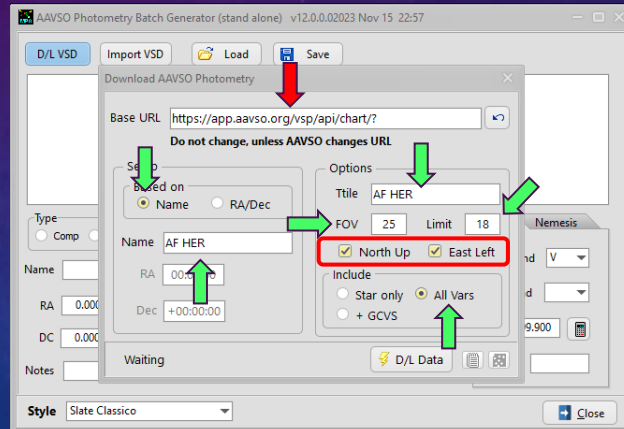 AAVSO Photometry Batch Generator (stand alone) v12.0.0.02023 Nov 15 22:57
D/L VSD Import VSD Load Save
Download AAVSO Photometry
Base URL https://app.aavso.org/vsp/api/chart/?
Do not change, unless AAVSO changes URL
Based on
Name RA/Dec
Name AF HER
RA
Dec +00:00:00
Options
Ttile AF HER
FOV 25 Limit 18
North Up East Left
Include
Star only All Vars
+ GCVS
Waiting D/L Data
Type
Comp
Name
RA 0.000
DC 0.000
Notes
Nemesis
V
Style Slate Classico
Close